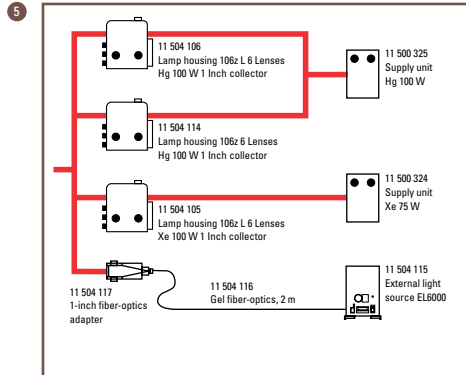 5
11 504 106
Lamp housing 106z L 6 Lenses
Hg 100 W 1 Inch collector
11 500 325
Supply unit
Hg 100 W
11 504 114
Lamp housing 106z 6 Lenses
Hg 100 W 1 Inch collector
11 504 105
Lamp housing 106z L 6 Lenses
Xe 100 W 1 Inch collector
11 500 324
Supply unit
Xe 75 W
11 504 117
1-inch fiber-optics
adapter
11 504 116
Gel fiber-optics, 2 m
11 504 115
External light
source EL6000